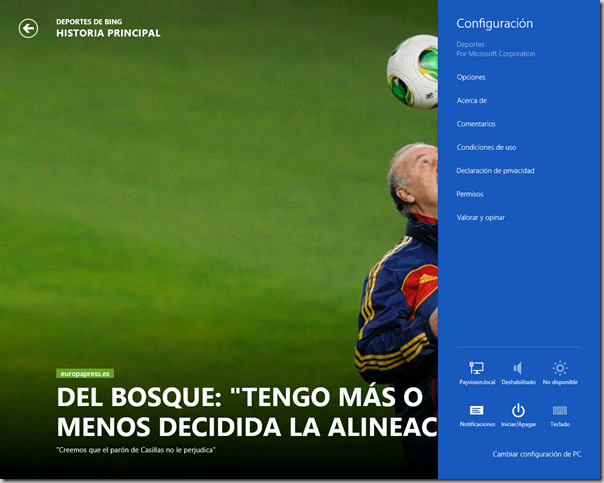 DEPORTES DE BING
HISTORIA PRINCIPAL
europapress.es
DEL BOSQUE: "TENGO MÁS O
MENOS DECIDIDA LA ALINEAC
"Creemos que el parón de Casillas no le perjudica"
Configuración
Deportes
Por Microsoft Corporation
Opciones
Acerca de
Comentarios
Condiciones de uso
Declaración de privacidad
Permisos
Valorar y opinar
Payvision.local
Deshabilitado
No disponible
Notificaciones
Iniciar/Apagar
Teclado
Cambiar configuración de PC